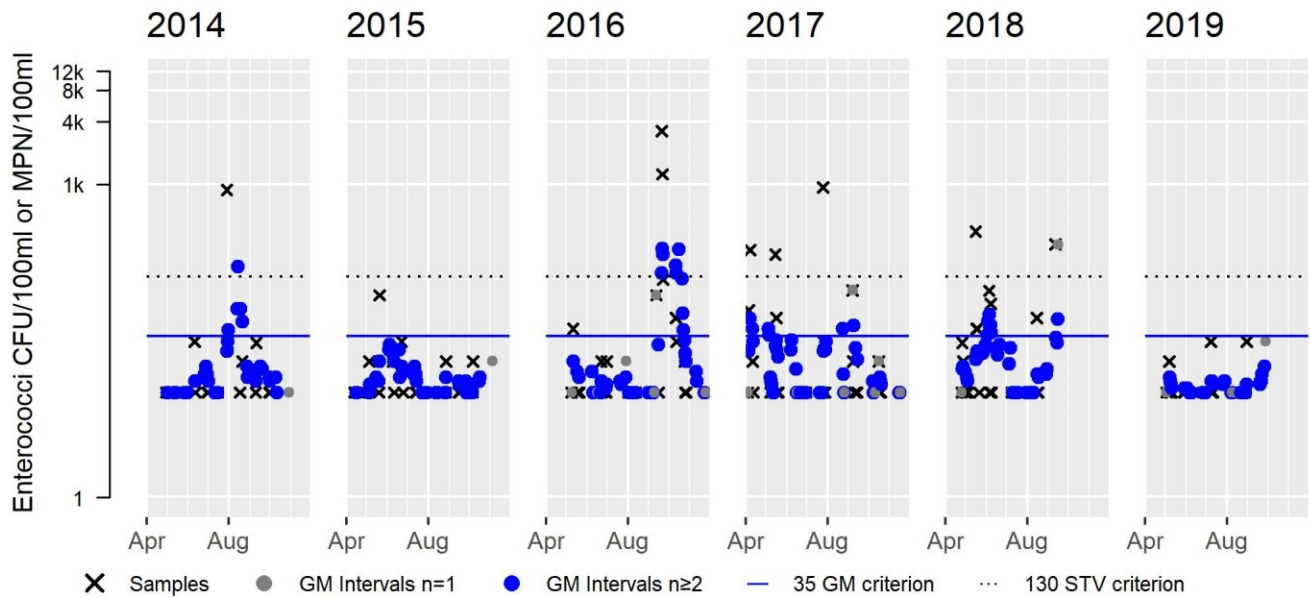 2014 2015 2016 2017 2018 2019
Enterococci CFU/100ml or MPN/100ml
12k
8k
4k
1k
1
Apr Aug Apr Aug Apr Aug Apr Aug Apr Aug Apr Aug
Samples GM Intervals n=1 GM Intervals n≥2 35 GM criterion 130 STV criterion